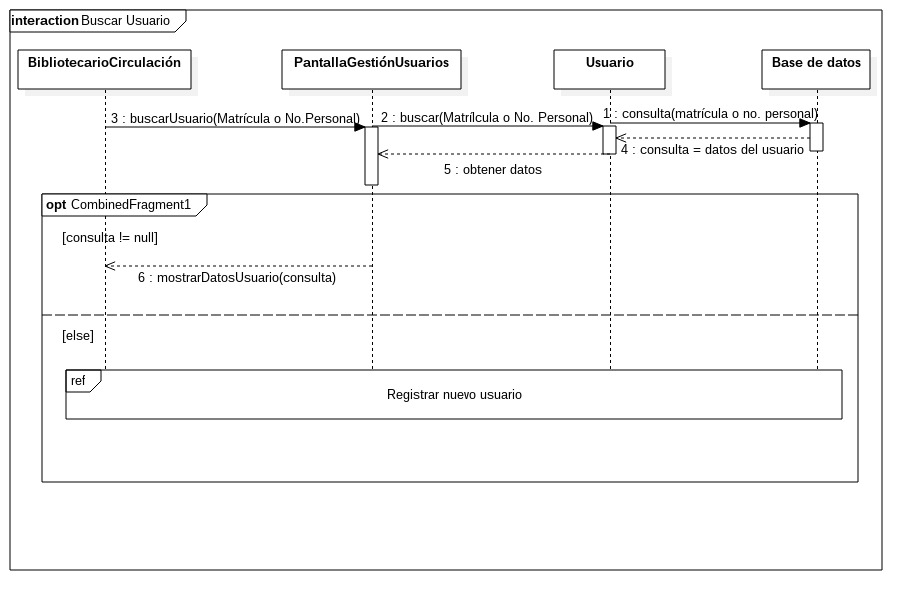 interaction Buscar Usuario
BibliotecarioCirculación
PantallaGestiónUsuarios
Usuario
Base de datos
3 : buscarUsuario(Matrícula o No.Personal)
2 : buscar(Matrílcula o No. Personal)
1 : consulta(matrícula o no. personal)
4 : consulta = datos del usuario
5 : obtener datos
opt CombinedFragment1
[consulta != null]
6 : mostrarDatosUsuario(consulta)
[else]
ref
Registrar nuevo usuario